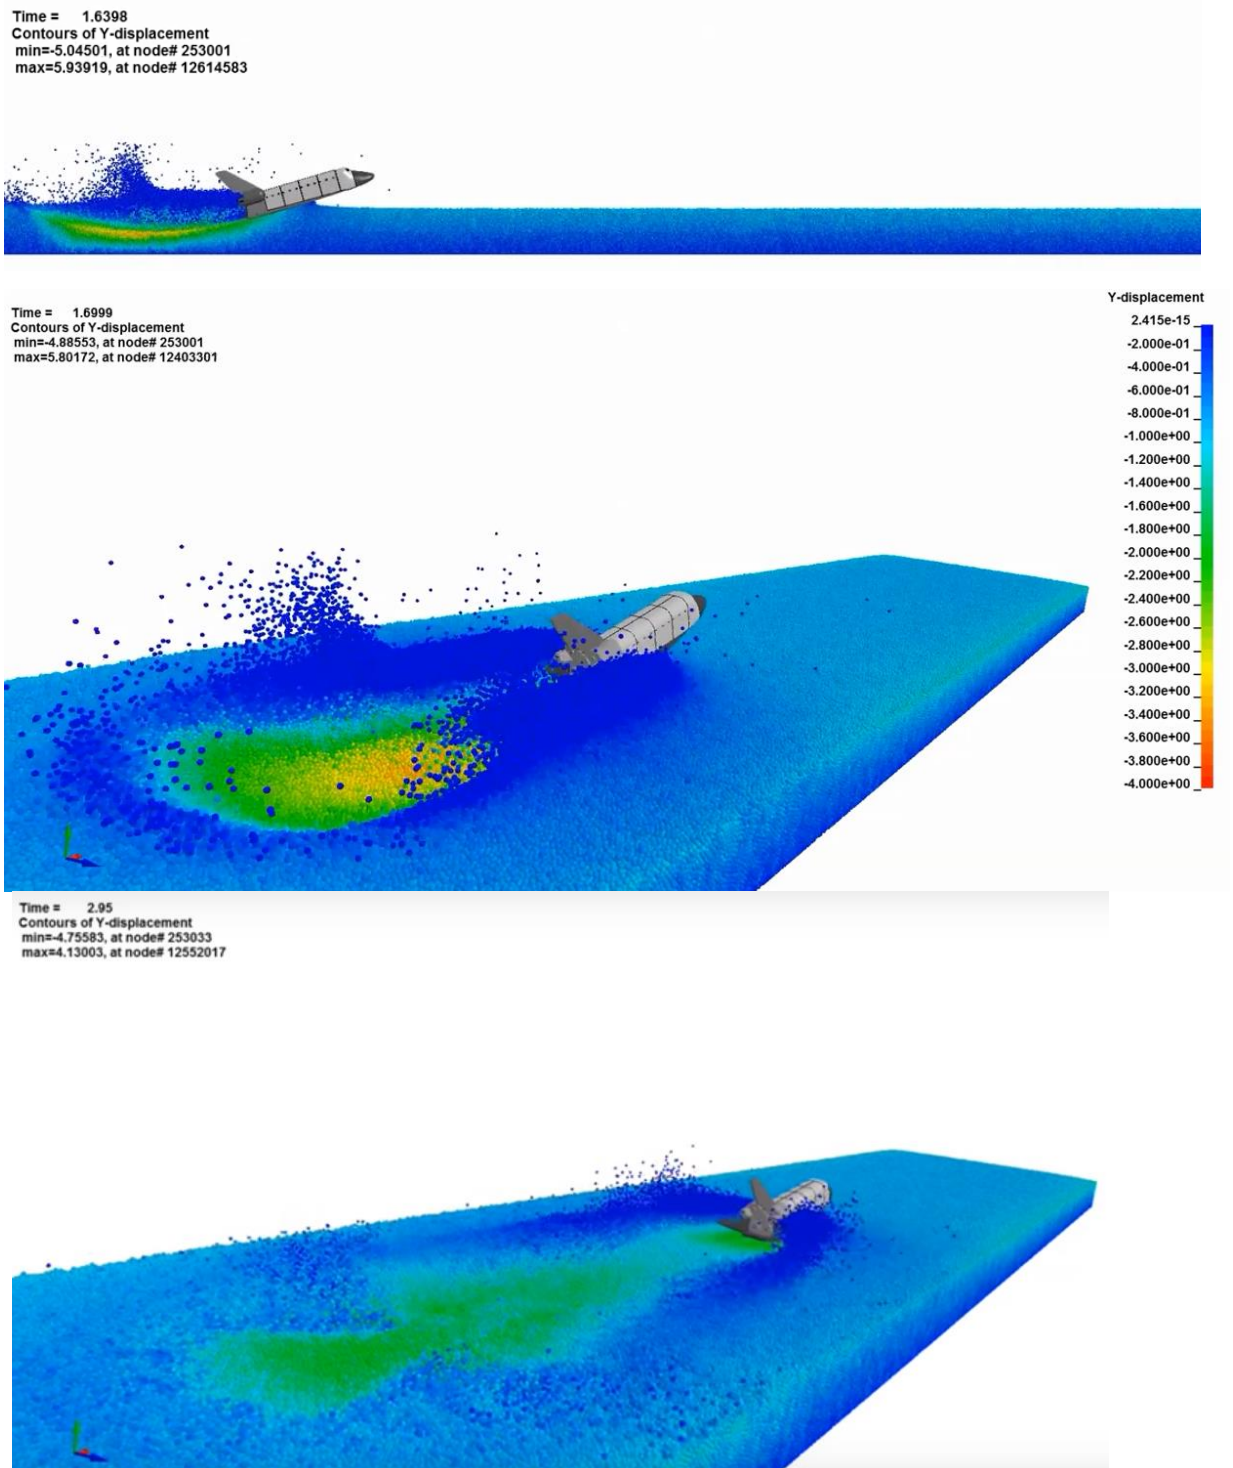 Time = 1.6398
Contours of Y-displacement
min=-5.04501, at node# 253001
max=5.93919, at node# 12614583
Time = 1.6999
Contours of Y-displacement
min=-4.88553, at node# 253001
max=5.80172, at node# 12403301
Y-displacement
2.415e-15
-2.000e-01
-4.000e-01
-6.000e-01
-8.000e-01
-1.000e+00
-1.200e+00
-1.400e+00
-1.600e+00
-1.800e+00
-2.000e+00
-2.200e+00
-2.400e+00
-2.600e+00
-2.800e+00
-3.000e+00
-3.200e+00
-3.400e+00
-3.600e+00
-3.800e+00
-4.000e+00
Time = 2.95
Contours of Y-displacement
min=-4.75583, at node# 253033
max=4.13003, at node# 12552017